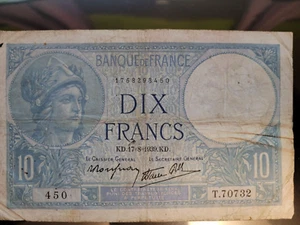 BANQUE DE FRANCE
1768293450
DIX
FRANCS
KD.17-8-1939.KD
Le Caissier Général
Le Secrétaire Général
10
10
450
T.70732